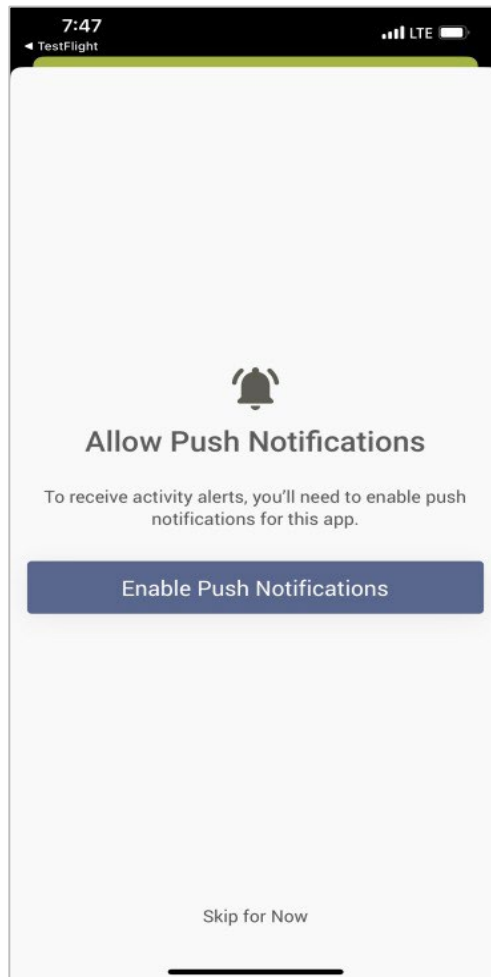 7:47
LTE
◄ TestFlight
Allow Push Notifications
To receive activity alerts, you’ll need to enable push
notifications for this app.
Enable Push Notifications
Skip for Now